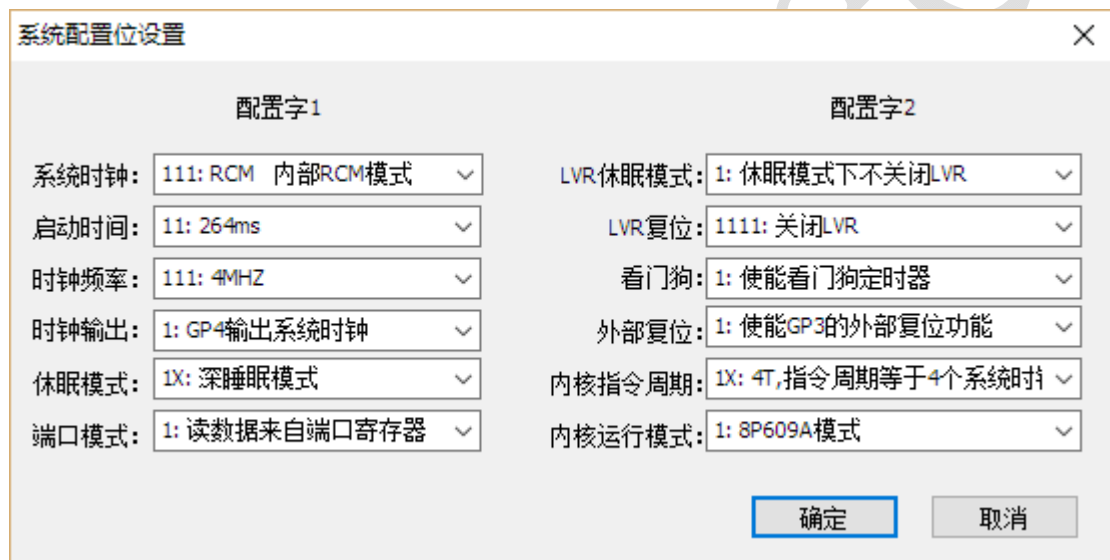 系统配置位设置
配置字1
系统时钟: 111: RCM 内部RCM模式
启动时间: 11: 264ms
时钟频率: 111: 4MHZ
时钟输出: 1: GP4输出系统时钟
休眠模式: 1X: 深睡眠模式
端口模式: 1: 读数据来自端口寄存器
配置字2
LVR休眠模式: 1: 休眠模式下不关闭LVR
LVR复位: 1111: 关闭LVR
看门狗: 1: 使能看门狗定时器
外部复位: 1: 使能GP3的外部复位功能
内核指令周期: 1X: 4T,指令周期等于4个系统时
内核运行模式: 1: 8P609A模式
确定
取消